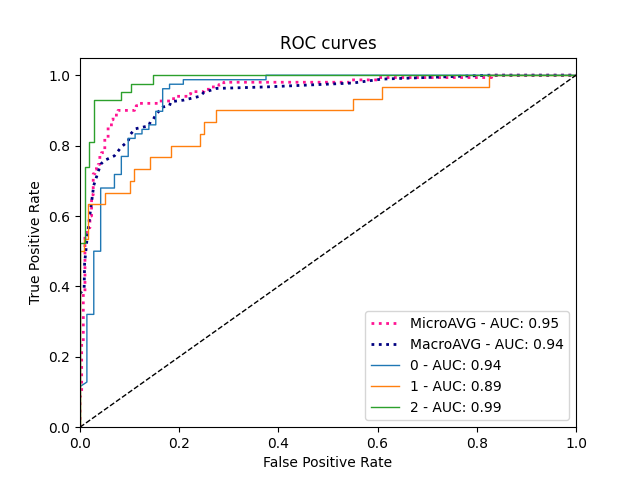 ROC curves
True Positive Rate
1.0
0.8
0.6
0.4
0.2
0.0
0.0 0.2 0.4 0.6 0.8 1.0
False Positive Rate
MicroAVG - AUC: 0.95
MacroAVG - AUC: 0.94
0 - AUC: 0.94
1 - AUC: 0.89
2 - AUC: 0.99